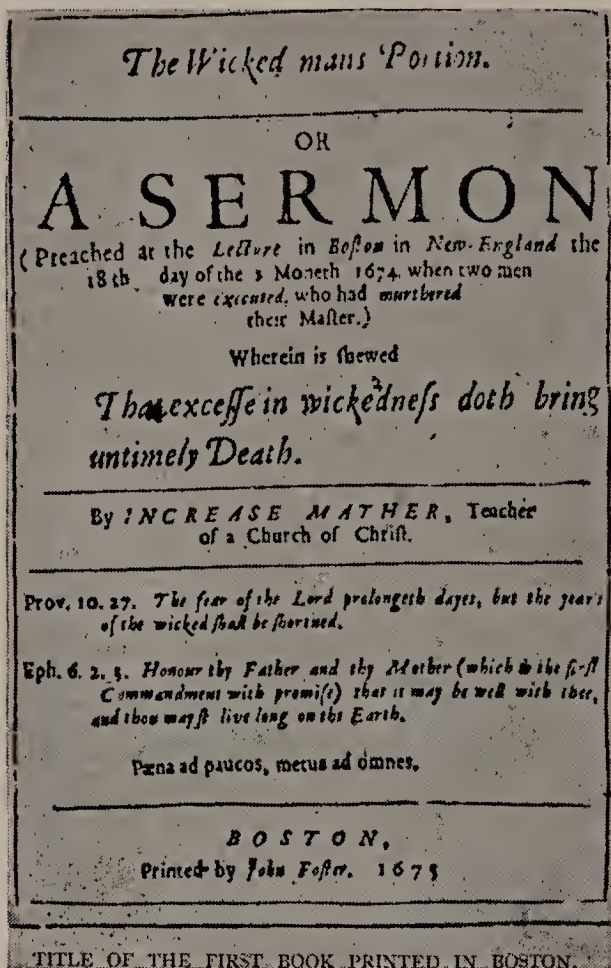 The Wicked mans Portion.
OR
A SERMON
(Preached at the Lecture in Boſton in New-England the
18th day of the 1 Moneth 1674. when two men
were executed, who had murthered
their Maſter.)
Wherein is ſhewed
That exceſſe in wickedneſs doth bring
untimely Death.
By INCREASE MATHER, Teacher
of a Church of Chriſt.
Prov. 10. 27. The fear of the Lord prolongeth dayes, but the years
of the wicked ſhall be ſhortned.
Eph. 6. 2, 3. Honour thy Father and thy Mother (which is the firſt
Commandment with promiſe) that it may be well with thee,
and thou mayſt live long on the Earth.
Pœna ad paucos, metus ad omnes.
BOSTON,
Printed by John Foſter. 1675
TITLE OF THE FIRST BOOK PRINTED IN BOSTON.